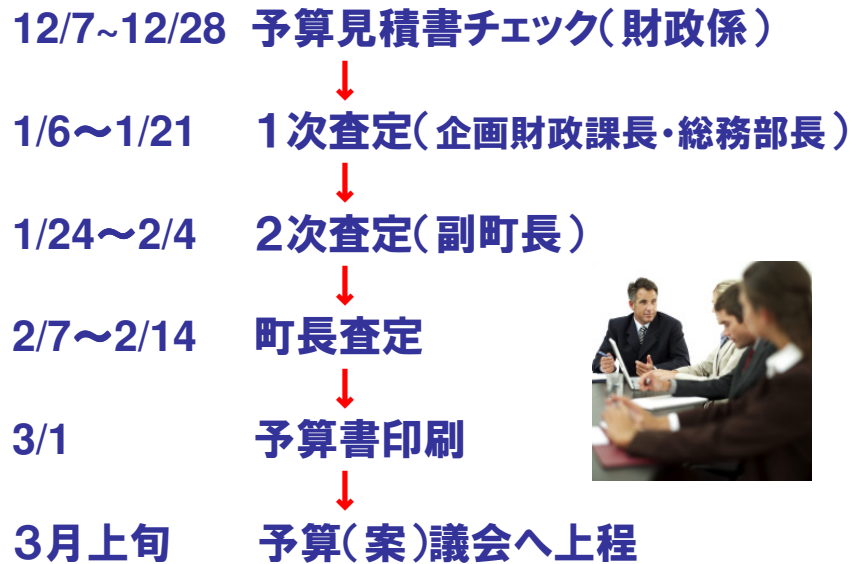 12/7~12/28 予算見積書チェック(財政係)
↓
1/6～1/21 1次査定(企画財政課長・総務部長)
↓
1/24～2/4 2次査定(副町長)
↓
2/7～2/14 町長査定
↓
3/1 予算書印刷
↓
3月上旬 予算(案)議会へ上程